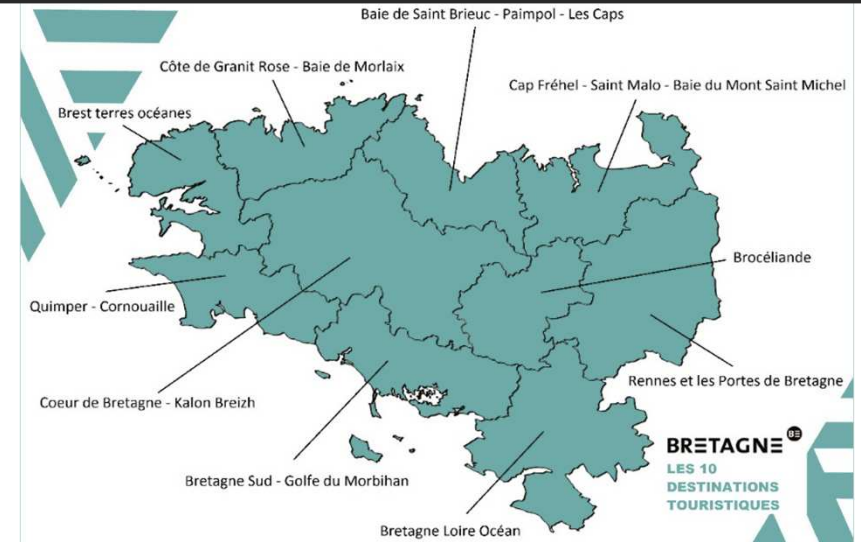 Baie de Saint Brieuc - Paimpol - Les Caps
Côte de Granit Rose - Baie de Morlaix
Cap Fréhel - Saint Malo - Baie du Mont Saint Michel
Brest terres océanes
Brocéliande
Quimper - Cornouaille
Rennes et les Portes de Bretagne
Coeur de Bretagne - Kalon Breizh
BRETAGNE BE
LES 10
DESTINATIONS
TOURISTIQUES
Bretagne Sud - Golfe du Morbihan
Bretagne Loire Océan